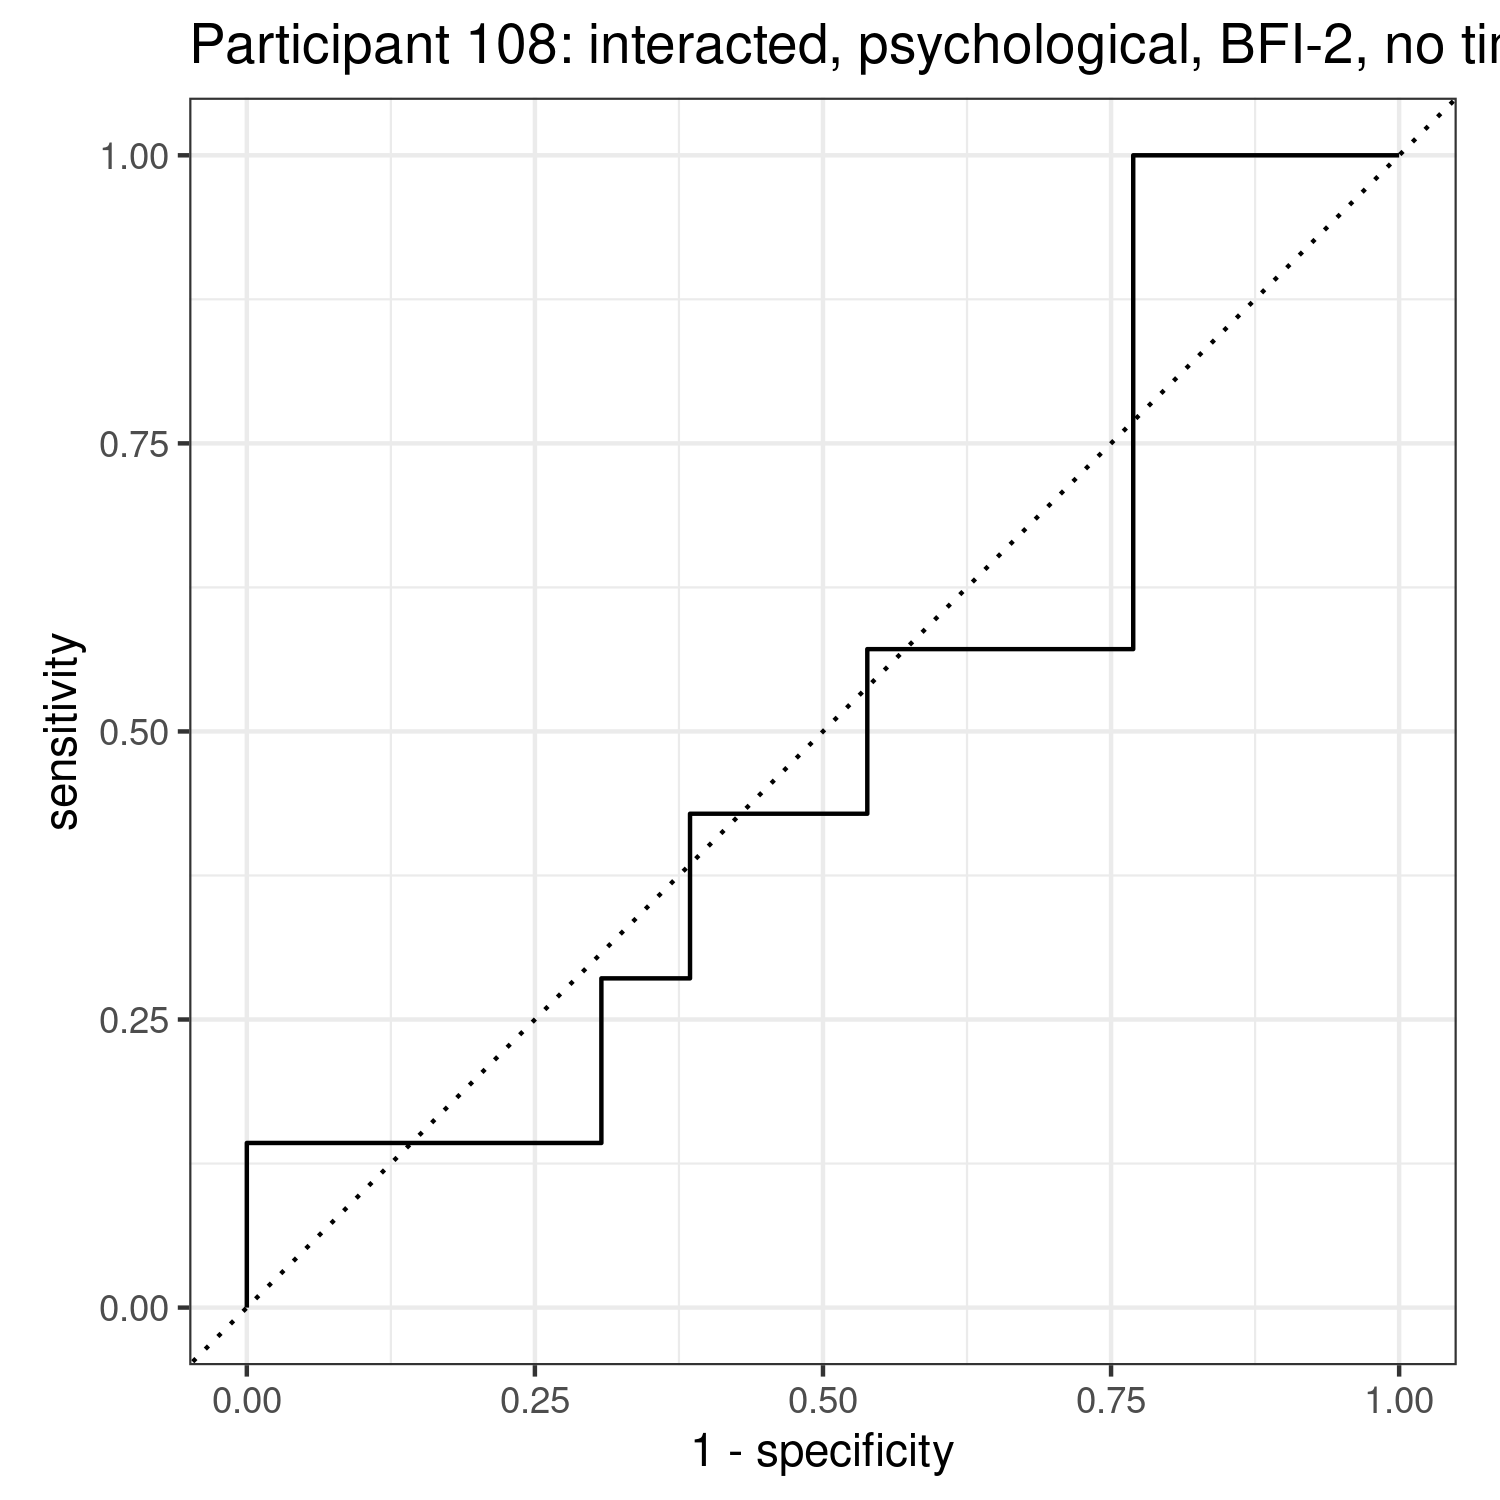 Participant 108: interacted, psychological, BFI-2, no
1.00
0.75
0.50
0.25
0.00
sensitivity
0.00 0.25 0.50 0.75 1.00
1 - specificity